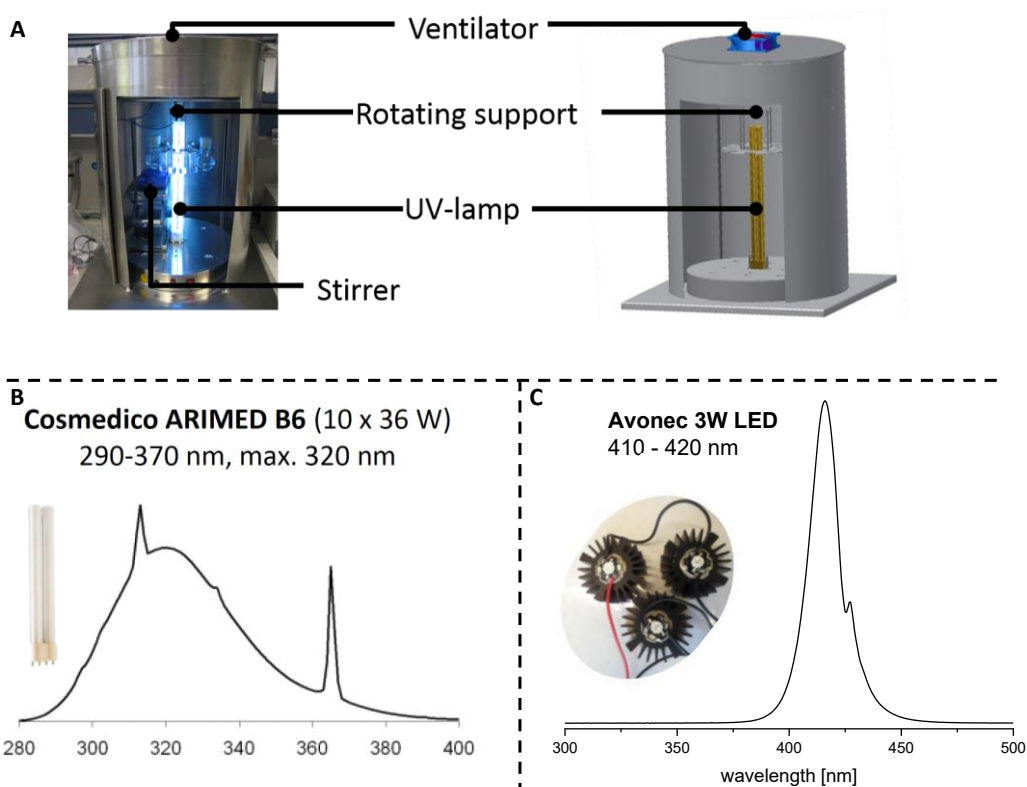 A
Ventilator
Rotating support
UV-lamp
Stirrer
B
Cosmedico ARIMED B6 (10 x 36 W)
290-370 nm, max. 320 nm
280 300 320 340 360 380 400
C
Avonec 3W LED
410 - 420 nm
300 350 400 450 500
wavelength [nm]